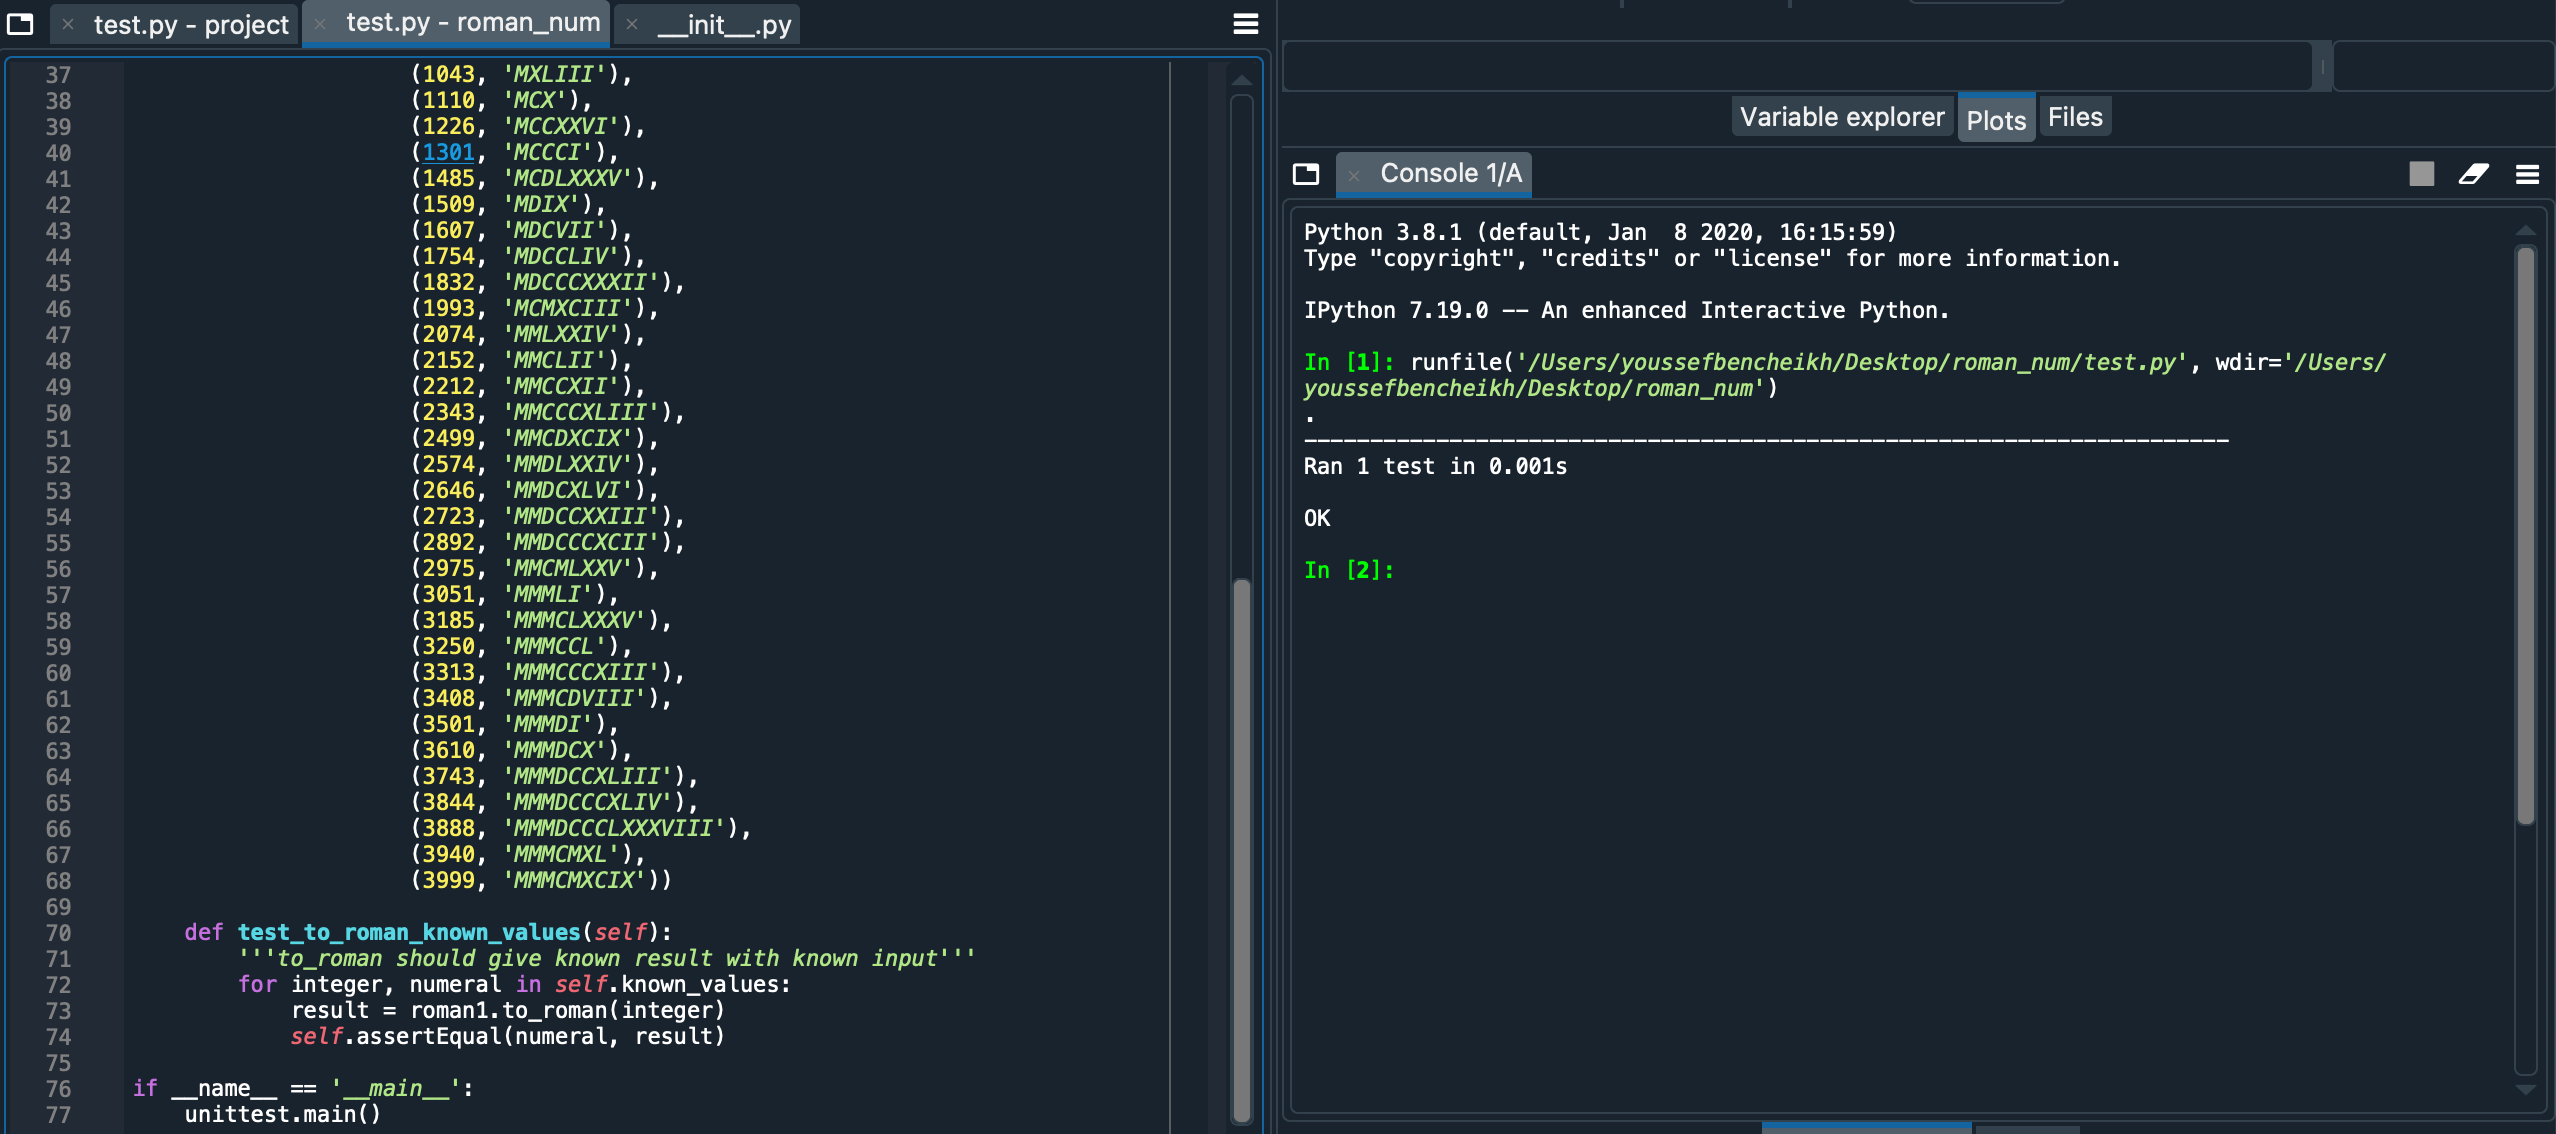 test.py - project
test.py - roman_num
__init__.py
37 (1043, 'MXLIII'),
38 (1110, 'MCX'),
39 (1226, 'MCCXXVI'),
40 (1301, 'MCCCI'),
41 (1485, 'MCDLXXXV'),
42 (1509, 'MDIX'),
43 (1607, 'MDCVII'),
44 (1754, 'MDCCLIV'),
45 (1832, 'MDCCCXXXII'),
46 (1993, 'MCMXCIII'),
47 (2074, 'MMLXXIV'),
48 (2152, 'MMCLII'),
49 (2212, 'MMCCXII'),
50 (2343, 'MMCCCXLIII'),
51 (2499, 'MMCDXCIX'),
52 (2574, 'MMDLXXIV'),
53 (2646, 'MMDCXLVI'),
54 (2723, 'MMDCCXXIII'),
55 (2892, 'MMDCCCXCII'),
56 (2975, 'MMCMLXXV'),
57 (3051, 'MMMLI'),
58 (3185, 'MMMCLXXXV'),
59 (3250, 'MMMCCL'),
60 (3313, 'MMMCCCXIII'),
61 (3408, 'MMMCDVIII'),
62 (3501, 'MMMDI'),
63 (3610, 'MMMDCX'),
64 (3743, 'MMMDCCXLIII'),
65 (3844, 'MMMDCCCXLIV'),
66 (3888, 'MMMDCCCLXXXVIII'),
67 (3940, 'MMMCMXL'),
68 (3999, 'MMMCMXCIX'))
69
70 def test_to_roman_known_values(self):
71 '''to_roman should give known result with known input'''
72 for integer, numeral in self.known_values:
73 result = roman1.to_roman(integer)
74 self.assertEqual(numeral, result)
75
76 if __name__ == '__main__':
77 unittest.main()
Variable explorer
Plots
Files
Console 1/A
Python 3.8.1 (default, Jan  8 2020, 16:15:59)
Type "copyright", "credits" or "license" for more information.
IPython 7.19.0 -- An enhanced Interactive Python.
In [1]: runfile('/Users/youssefbencheikh/Desktop/roman_num/test.py', wdir='/Users/
youssefbencheikh/Desktop/roman_num')
.
----------------------------------------------------------------------
Ran 1 test in 0.001s
OK
In [2]: